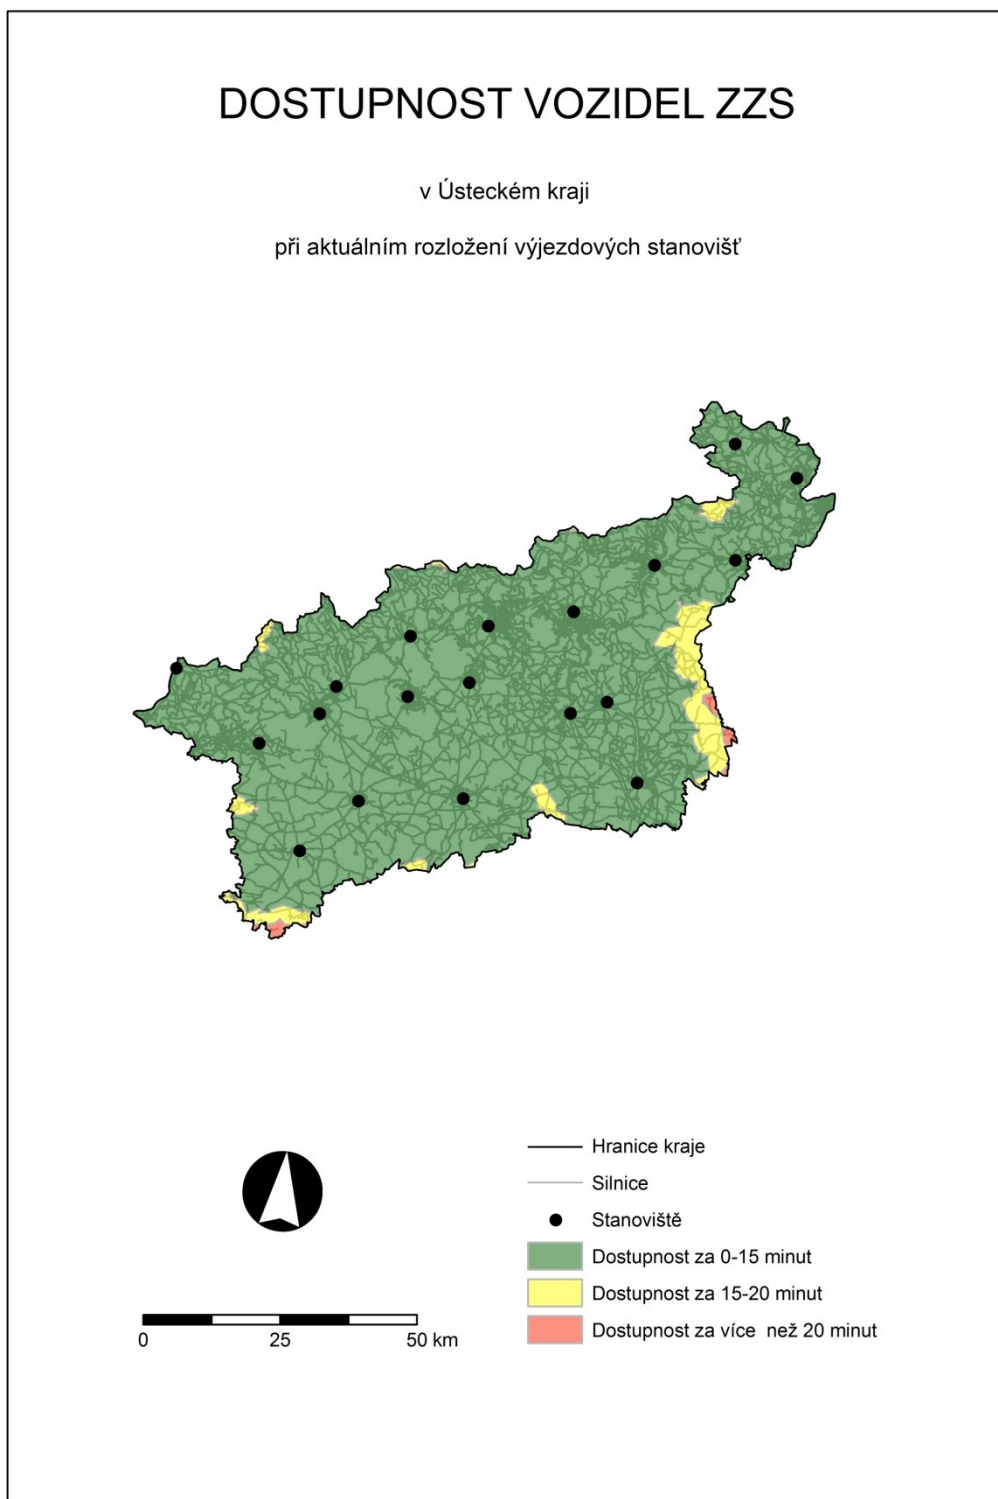 DOSTUPNOST VOZIDEL ZZS
v Ústeckém kraji
při aktuálním rozložení výjezdových stanovišť
Hranice kraje
Silnice
Stanoviště
Dostupnost za 0-15 minut
Dostupnost za 15-20 minut
Dostupnost za více než 20 minut
0 25 50 km